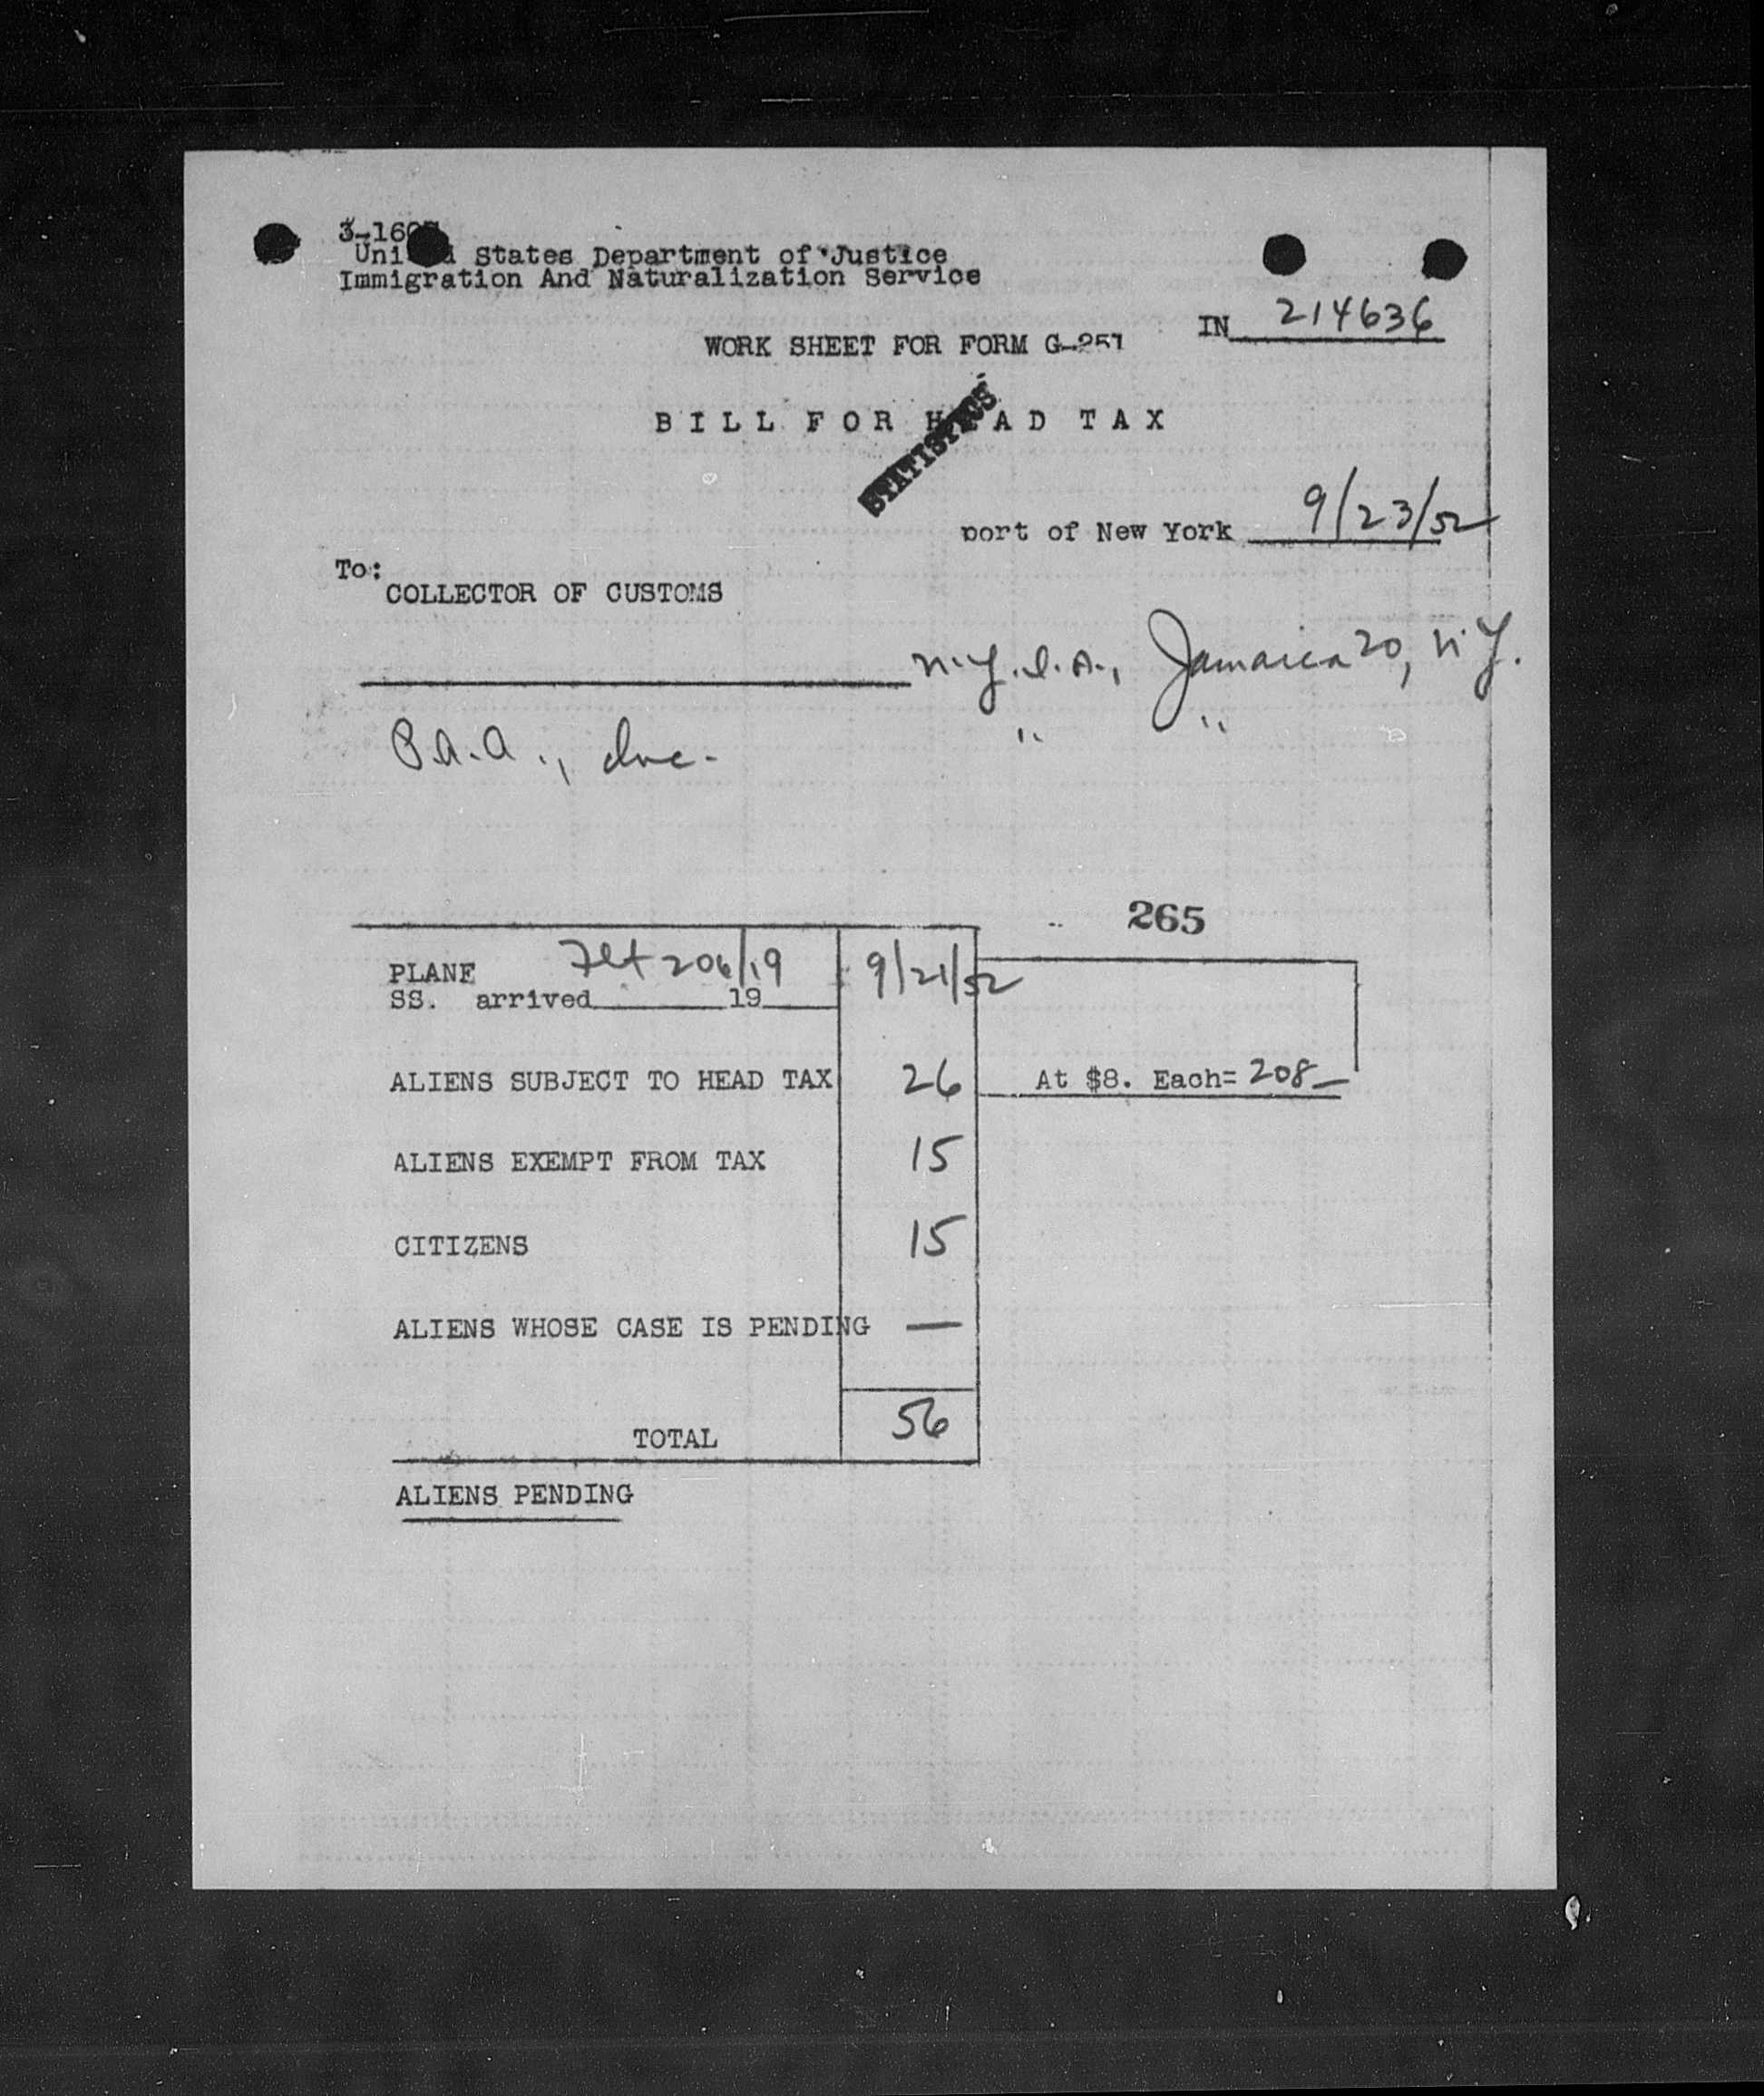 3-160
United States Department of Justice
Immigration And Naturalization Service
IN 214636
WORK SHEET FOR FORM G-257
BILL FOR HEAD TAX
STATISTICS
port of New York 9/23/52
To:
COLLECTOR OF CUSTOMS
N.Y.I.A., Jamaica 20, N.Y.
P.A.A., Inc. " "
265
PLANE Flt 206/19 9/21/52
SS. arrived 19
ALIENS SUBJECT TO HEAD TAX 26 At $8. Each= 208—
ALIENS EXEMPT FROM TAX 15
CITIZENS 15
ALIENS WHOSE CASE IS PENDING —
TOTAL 56
ALIENS PENDING